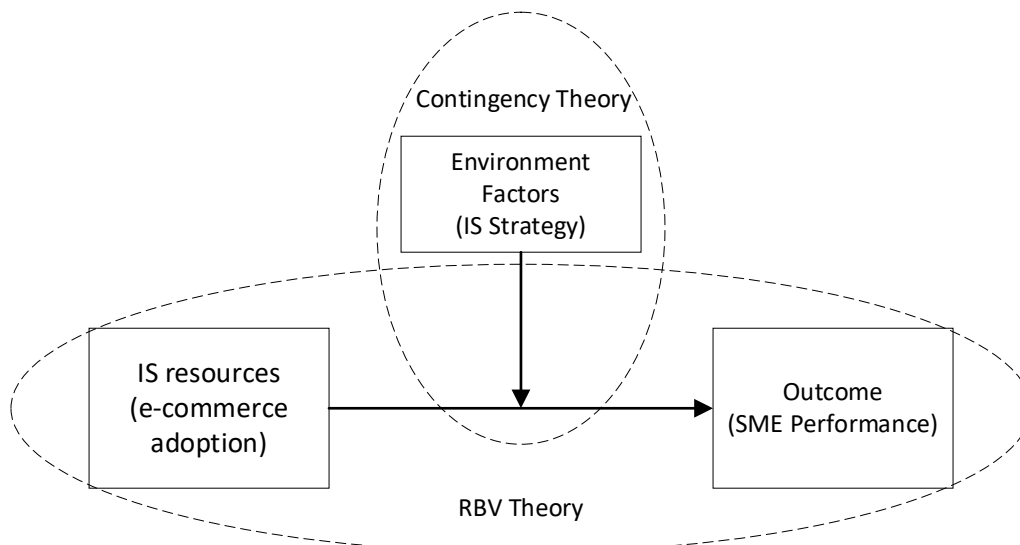 Contingency Theory
Environment
Factors
(IS Strategy)
IS resources
(e-commerce
adoption)
Outcome
(SME Performance)
RBV Theory